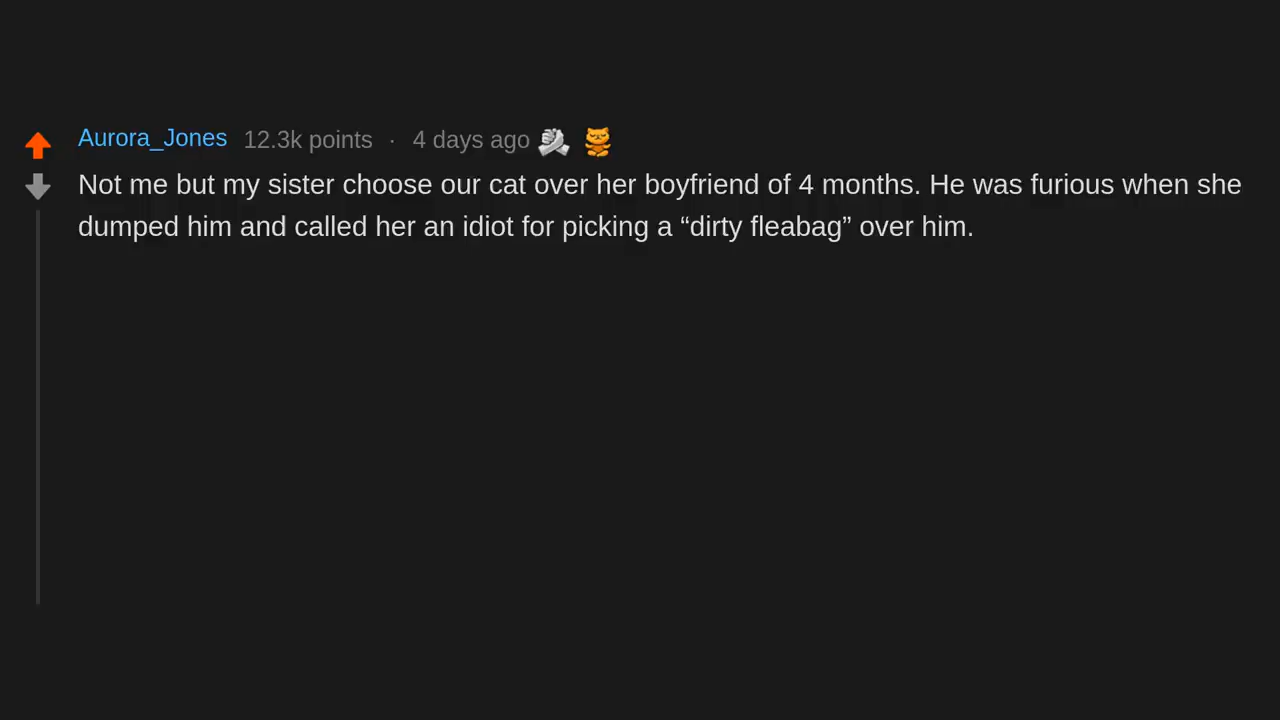 Aurora_Jones 12.3k points · 4 days ago
Not me but my sister choose our cat over her boyfriend of 4 months. He was furious when she
dumped him and called her an idiot for picking a “dirty fleabag” over him.